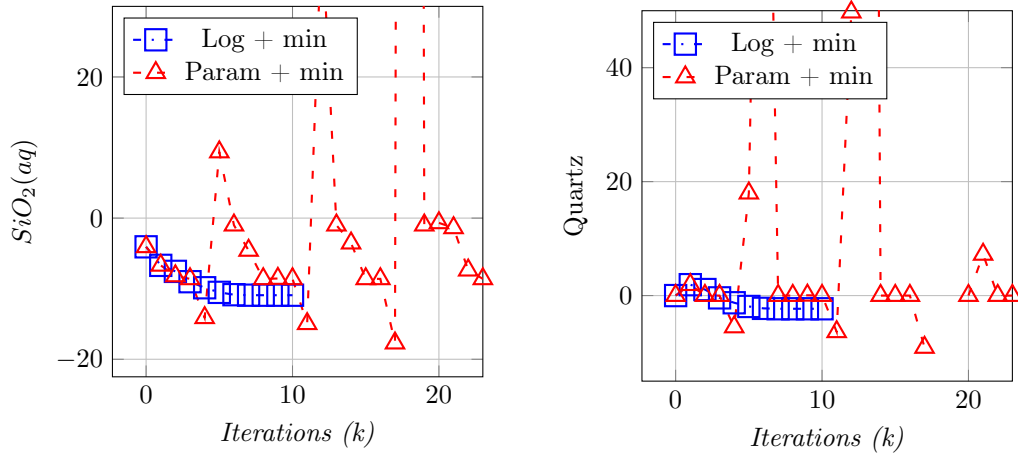 Log + min
Param + min
20
0
−20
SiO₂(aq)
0
10
20
Iterations (k)
Log + min
Param + min
40
20
0
Quartz
0
10
20
Iterations (k)